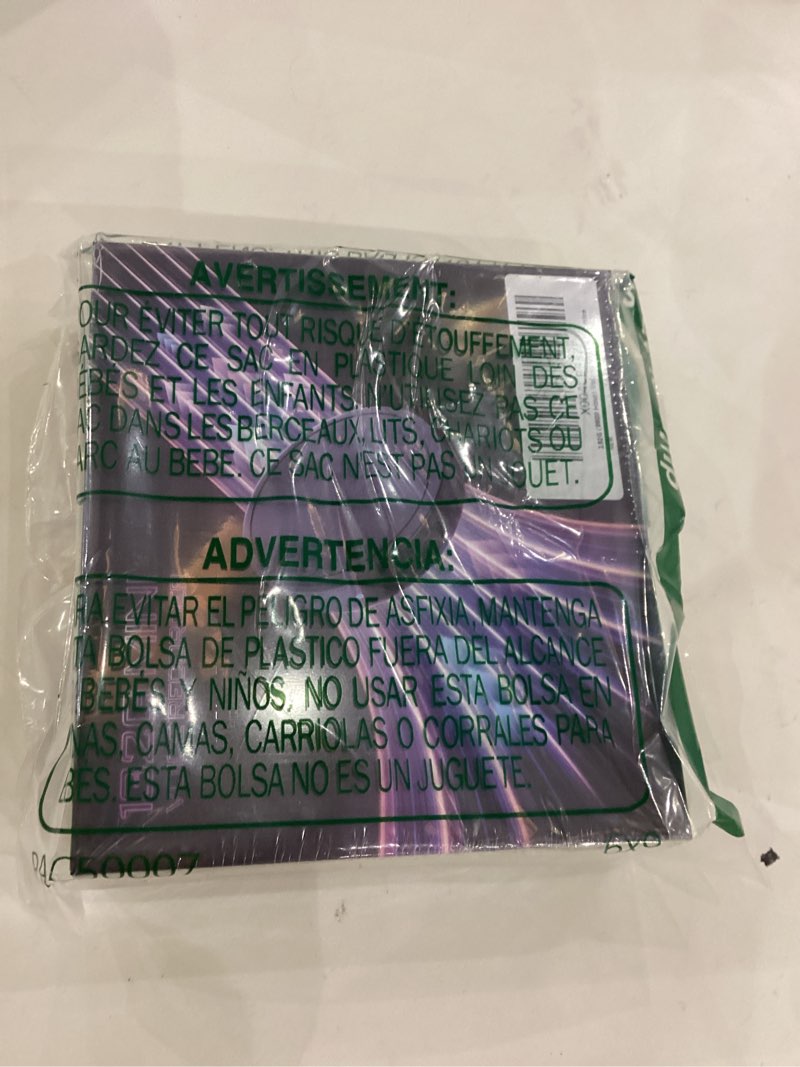 AVERTISSEMENT:
OUR ÉVITER TOUT RISQUE D'ÉTOUFFEMENT,
ARDEZ CE SAC EN PLASTIQUE LOIN DES
ÉBÉS ET LES ENFANTS. N'UTILISEZ PAS CE
AC DANS LES BERCEAUX, LITS, CHARIOTS OU
ARC AU BEBE. CE SAC N'EST PAS UN JOUET.
ADVERTENCIA:
RA EVITAR EL PELIGRO DE ASFIXIA, MANTENGA
TA BOLSA DE PLASTICO FUERA DEL ALCANCE
BEBÉS Y NIÑOS, NO USAR ESTA BOLSA EN
NAS, CAMAS, CARRIOLAS O CORRALES PARA
BES. ESTA BOLSA NO ES UN JUGUETE.